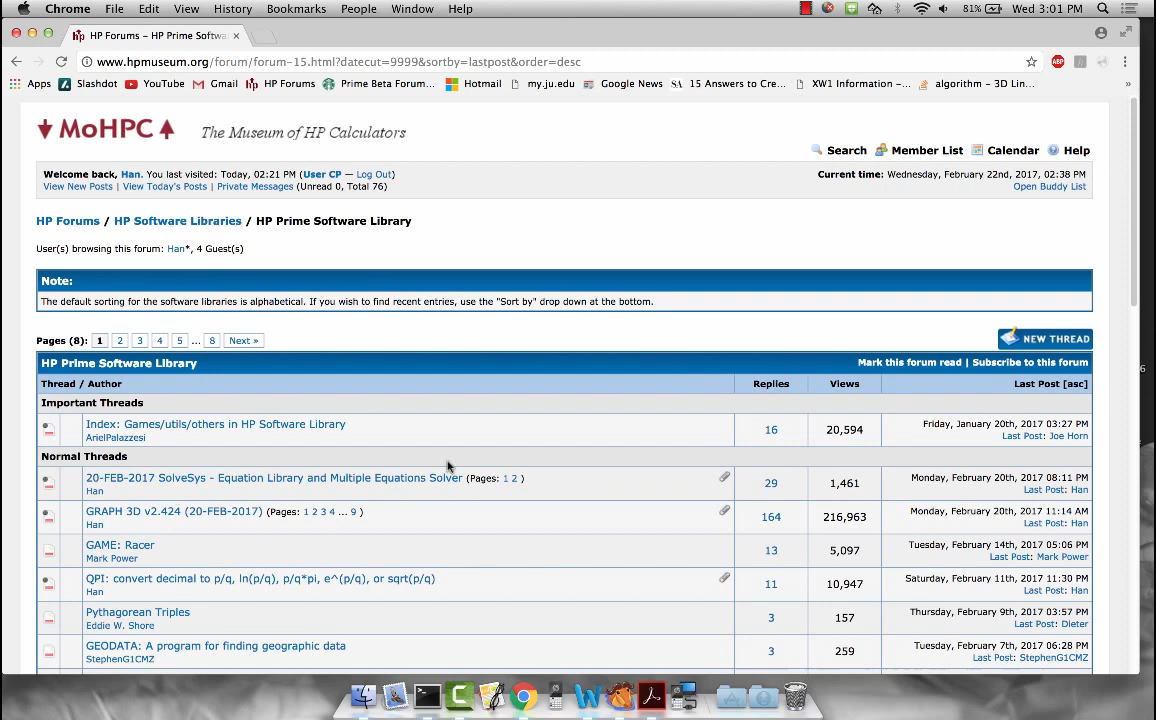 Chrome File Edit View History Bookmarks People Window Help 81% Wed 3:01 PM
HP Forums – HP Prime Softwa
www.hpmuseum.org/forum/forum-15.html?datecut=9999&sortby=lastpost&order=desc
Apps Slashdot YouTube Gmail HP Forums Prime Beta Forum... Hotmail my.ju.edu Google News SA 15 Answers to Cre... XW1 Information –... algorithm – 3D Lin... »
MoHPC The Museum of HP Calculators
Search Member List Calendar Help
Welcome back, Han. You last visited: Today, 02:21 PM (User CP — Log Out) Current time: Wednesday, February 22nd, 2017, 02:38 PM
View New Posts | View Today's Posts | Private Messages (Unread 0, Total 76) Open Buddy List
HP Forums / HP Software Libraries / HP Prime Software Library
User(s) browsing this forum: Han*, 4 Guest(s)
Note:
The default sorting for the software libraries is alphabetical. If you wish to find recent entries, use the "Sort by" drop down at the bottom.
Pages (8): 1 2 3 4 5 ... 8 Next » NEW THREAD
HP Prime Software Library Mark this forum read | Subscribe to this forum
Thread / Author Replies Views Last Post [asc]
Important Threads
Index: Games/utils/others in HP Software Library 16 20,594 Friday, January 20th, 2017 03:27 PM
ArielPalazzesi Last Post: Joe Horn
Normal Threads
20-FEB-2017 SolveSys - Equation Library and Multiple Equations Solver (Pages: 1 2 ) 29 1,461 Monday, February 20th, 2017 08:11 PM
Han Last Post: Han
GRAPH 3D v2.424 (20-FEB-2017) (Pages: 1 2 3 4 ... 9 ) 164 216,963 Monday, February 20th, 2017 11:14 AM
Han Last Post: Han
GAME: Racer 13 5,097 Tuesday, February 14th, 2017 05:06 PM
Mark Power Last Post: Mark Power
QPI: convert decimal to p/q, ln(p/q), p/q*pi, e^(p/q), or sqrt(p/q) 11 10,947 Saturday, February 11th, 2017 11:30 PM
Han Last Post: Han
Pythagorean Triples 3 157 Thursday, February 9th, 2017 03:57 PM
Eddie W. Shore Last Post: Dieter
GEODATA: A program for finding geographic data 3 259 Tuesday, February 7th, 2017 06:28 PM
StephenG1CMZ Last Post: StephenG1CMZ